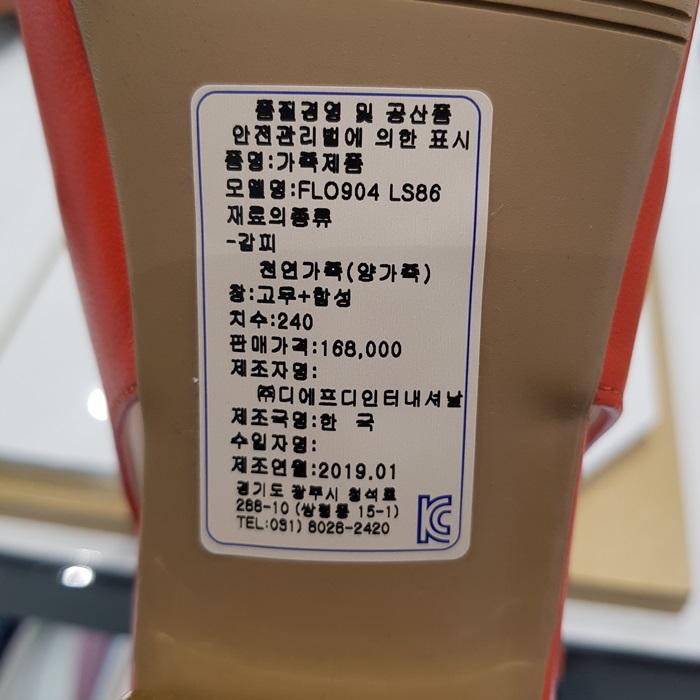 품질경영 및 공산품
안전관리법에 의한 표시
품명:가죽제품
모델명:FLO904 LS86
재료의종류
-갑피
천연가죽(양가죽)
창:고무+합성
치수:240
판매가격:168,000
제조자명:
㈜디에프디인터내셔날
제조국명:한 국
수입자명:
제조연월:2019.01
경기도 광주시 청석로
268-10 (쌍령동 15-1)
TEL:031) 8026-2420